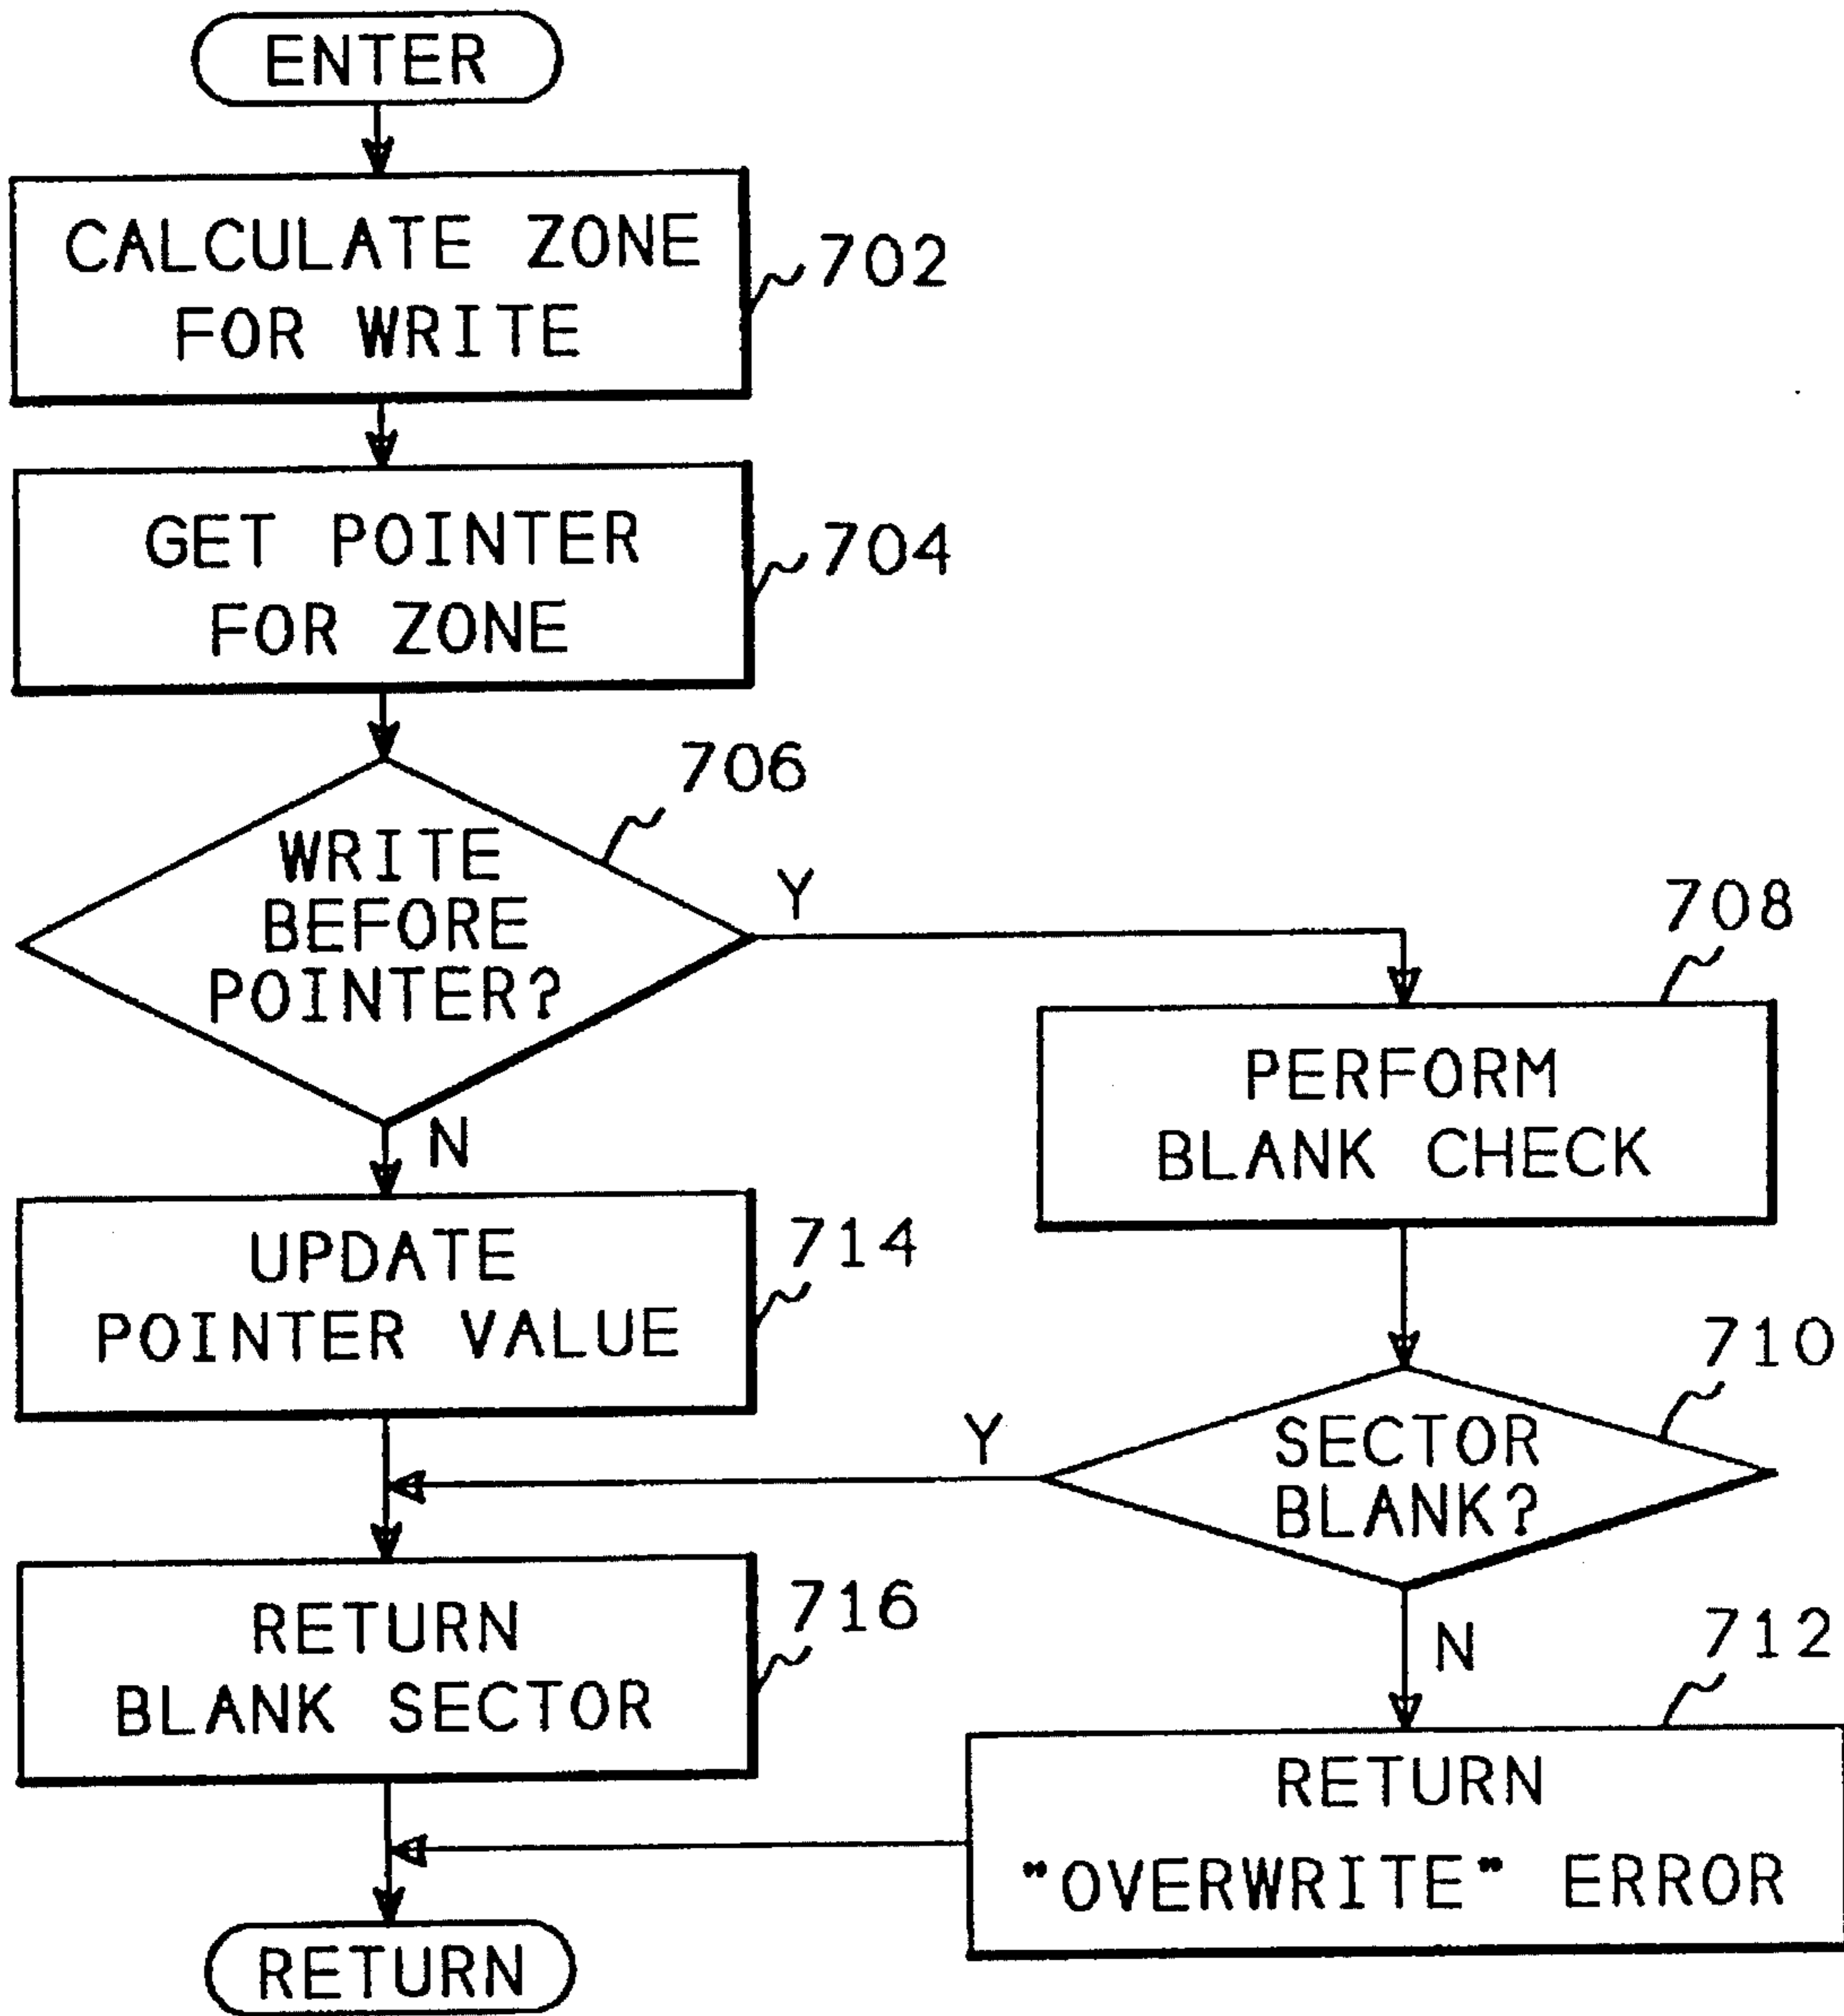 ENTER
CALCULATE ZONE
FOR WRITE
702
GET POINTER
FOR ZONE
704
706
WRITE
BEFORE
POINTER?
Y
N
708
PERFORM
BLANK CHECK
UPDATE
POINTER VALUE
714
710
SECTOR
BLANK?
Y
N
RETURN
BLANK SECTOR
716
712
RETURN
"OVERWRITE" ERROR
RETURN